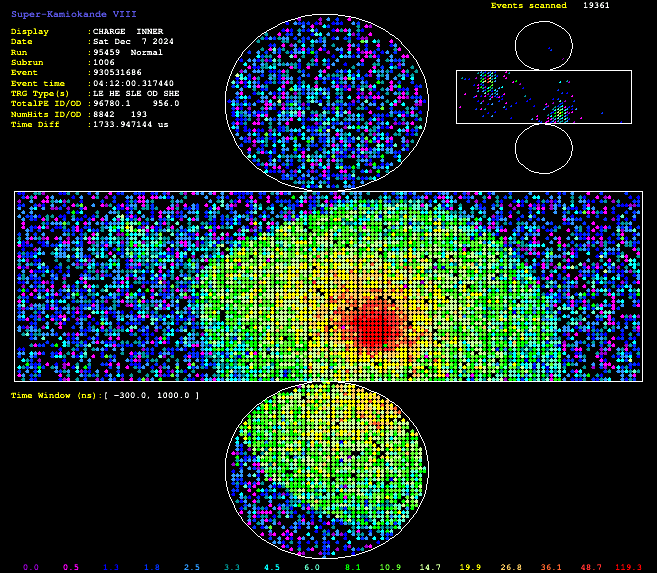 Super-Kamiokande VIII
Events scanned 19361
Display :CHARGE INNER
Date :Sat Dec 7 2024
Run :95459 Normal
Subrun :1006
Event :930531686
Event time :04:12:00.317440
TRG Type(s) :LE HE SLE OD SHE
TotalPE ID/OD :96780.1 956.0
NumHits ID/OD :8842 193
Time Diff :1733.947144 us
Time Window (ns):[ -300.0, 1000.0 ]
0.0 0.5 1.3 1.8 2.5 3.3 4.5 6.0 8.1 10.9 14.7 19.9 26.8 36.1 48.7 119.3